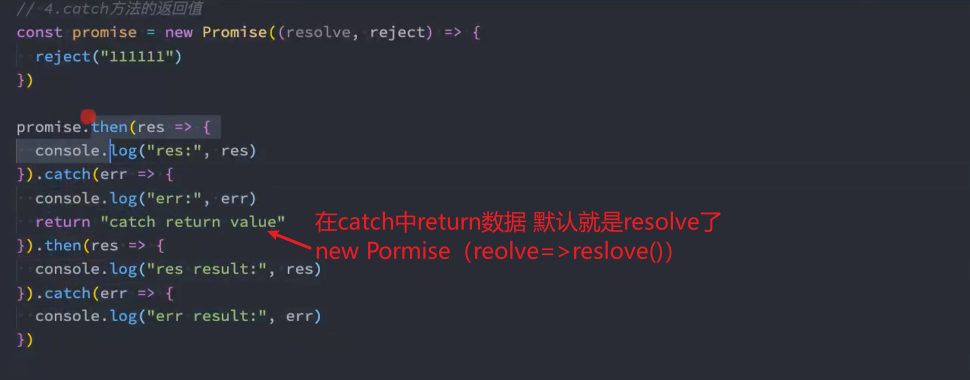 // 4.catch方法的返回值
const promise = new Promise((resolve, reject) => {
  reject("111111")
})
promise.then(res => {
  console.log("res:", res)
}).catch(err => {
  console.log("err:", err)
  return "catch return value"
}).then(res => {
  console.log("res result:", res)
}).catch(err => {
  console.log("err result:", err)
})
在catch中return数据 默认就是resolve了
new Pormise（reolve=>reslove()）